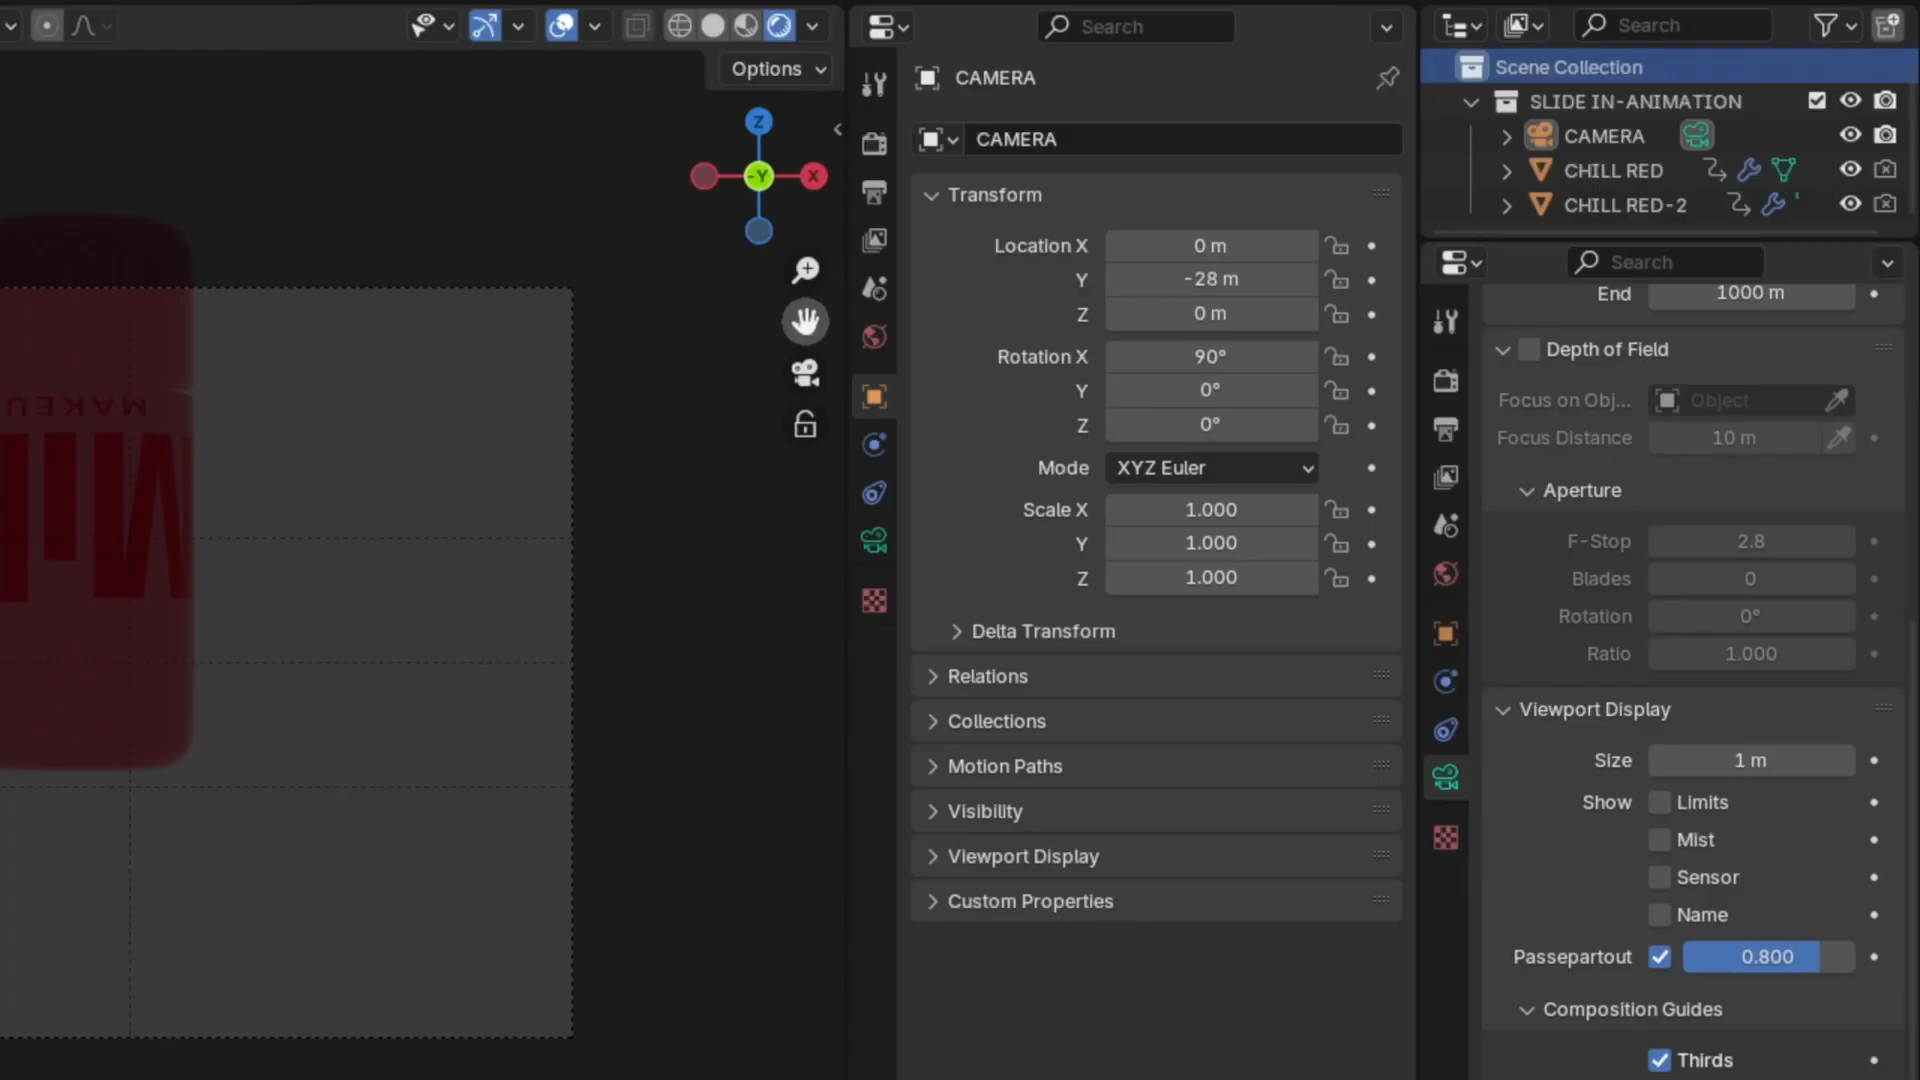 Options
Z
-Y
X
MAKEU
Search
CAMERA
CAMERA
Transform
Location X 0 m
Y -28 m
Z 0 m
Rotation X 90°
Y 0°
Z 0°
Mode XYZ Euler
Scale X 1.000
Y 1.000
Z 1.000
Delta Transform
Relations
Collections
Motion Paths
Visibility
Viewport Display
Custom Properties
Search
Scene Collection
SLIDE IN-ANIMATION
CAMERA
CHILL RED
CHILL RED-2
Search
End 1000 m
Depth of Field
Focus on Obj... Object
Focus Distance 10 m
Aperture
F-Stop 2.8
Blades 0
Rotation 0°
Ratio 1.000
Viewport Display
Size 1 m
Show Limits
Mist
Sensor
Name
Passepartout 0.800
Composition Guides
Thirds